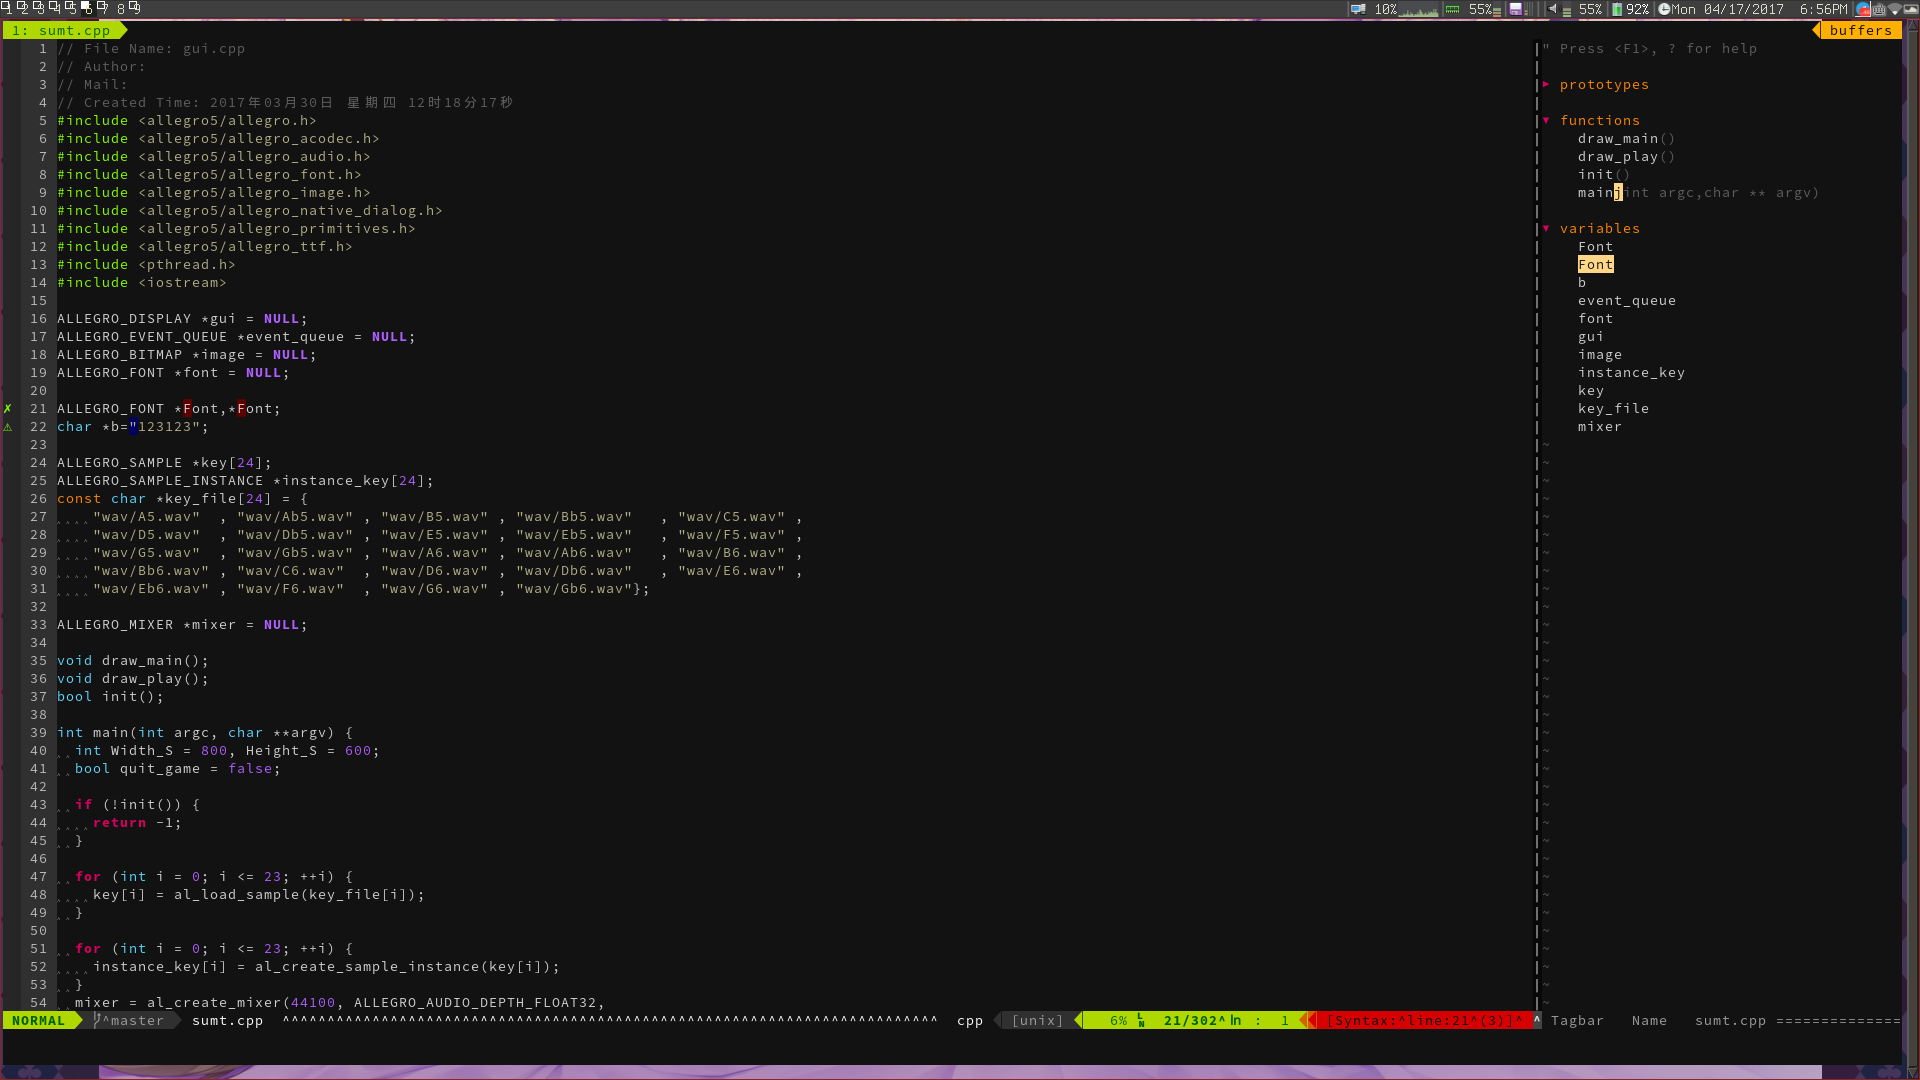 1 2 3 4 5 6 7 8 9 10% 55% 55% 92% Mon 04/17/2017 6:56PM
1: sumt.cpp buffers
1 // File Name: gui.cpp
2 // Author:
3 // Mail:
4 // Created Time: 2017年03月30日 星期四 12时18分17秒
5 #include <allegro5/allegro.h>
6 #include <allegro5/allegro_acodec.h>
7 #include <allegro5/allegro_audio.h>
8 #include <allegro5/allegro_font.h>
9 #include <allegro5/allegro_image.h>
10 #include <allegro5/allegro_native_dialog.h>
11 #include <allegro5/allegro_primitives.h>
12 #include <allegro5/allegro_ttf.h>
13 #include <pthread.h>
14 #include <iostream>
15
16 ALLEGRO_DISPLAY *gui = NULL;
17 ALLEGRO_EVENT_QUEUE *event_queue = NULL;
18 ALLEGRO_BITMAP *image = NULL;
19 ALLEGRO_FONT *font = NULL;
20
✗ 21 ALLEGRO_FONT *Font,*Font;
⚠ 22 char *b="123123";
23
24 ALLEGRO_SAMPLE *key[24];
25 ALLEGRO_SAMPLE_INSTANCE *instance_key[24];
26 const char *key_file[24] = {
27 "wav/A5.wav" , "wav/Ab5.wav" , "wav/B5.wav" , "wav/Bb5.wav" , "wav/C5.wav" ,
28 "wav/D5.wav" , "wav/Db5.wav" , "wav/E5.wav" , "wav/Eb5.wav" , "wav/F5.wav" ,
29 "wav/G5.wav" , "wav/Gb5.wav" , "wav/A6.wav" , "wav/Ab6.wav" , "wav/B6.wav" ,
30 "wav/Bb6.wav" , "wav/C6.wav" , "wav/D6.wav" , "wav/Db6.wav" , "wav/E6.wav" ,
31 "wav/Eb6.wav" , "wav/F6.wav" , "wav/G6.wav" , "wav/Gb6.wav"};
32
33 ALLEGRO_MIXER *mixer = NULL;
34
35 void draw_main();
36 void draw_play();
37 bool init();
38
39 int main(int argc, char **argv) {
40 int Width_S = 800, Height_S = 600;
41 bool quit_game = false;
42
43 if (!init()) {
44 return -1;
45 }
46
47 for (int i = 0; i <= 23; ++i) {
48 key[i] = al_load_sample(key_file[i]);
49 }
50
51 for (int i = 0; i <= 23; ++i) {
52 instance_key[i] = al_create_sample_instance(key[i]);
53 }
54 mixer = al_create_mixer(44100, ALLEGRO_AUDIO_DEPTH_FLOAT32,
" Press <F1>, ? for help
▸ prototypes
▾ functions
draw_main()
draw_play()
init()
mainjint argc,char ** argv)
▾ variables
Font
Font
b
event_queue
font
gui
image
instance_key
key
key_file
mixer
NORMAL ^master sumt.cpp ^^^^^^^^^^^^^^^^^^^^^^^^^^^^^^^^^^^^^^^^^^^^^^^^^^^^^^^^^^^^^^^^^^^^^^^^^ cpp [unix] 6% LN 21/302^ ln : 1 [Syntax:^line:21^(3)]^ ^ Tagbar Name sumt.cpp ==============